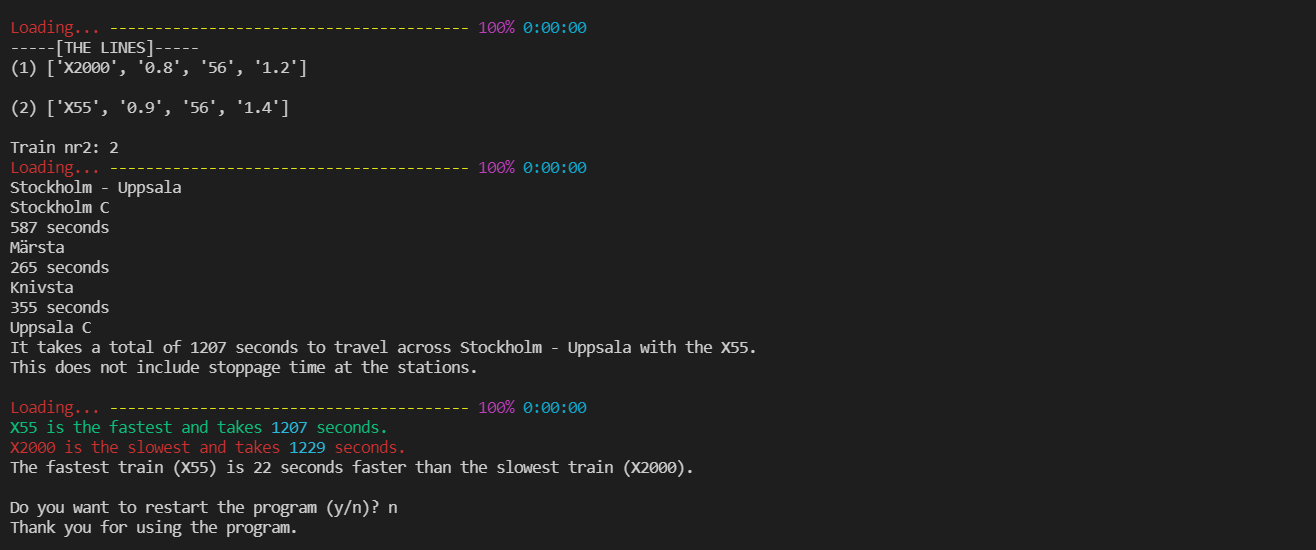 Loading... ---------------------------------------- 100% 0:00:00
-----[THE LINES]-----
(1) ['X2000', '0.8', '56', '1.2']
(2) ['X55', '0.9', '56', '1.4']
Train nr2: 2
Loading... ---------------------------------------- 100% 0:00:00
Stockholm - Uppsala
Stockholm C
587 seconds
Märsta
265 seconds
Knivsta
355 seconds
Uppsala C
It takes a total of 1207 seconds to travel across Stockholm - Uppsala with the X55.
This does not include stoppage time at the stations.
Loading... ---------------------------------------- 100% 0:00:00
X55 is the fastest and takes 1207 seconds.
X2000 is the slowest and takes 1229 seconds.
The fastest train (X55) is 22 seconds faster than the slowest train (X2000).
Do you want to restart the program (y/n)? n
Thank you for using the program.